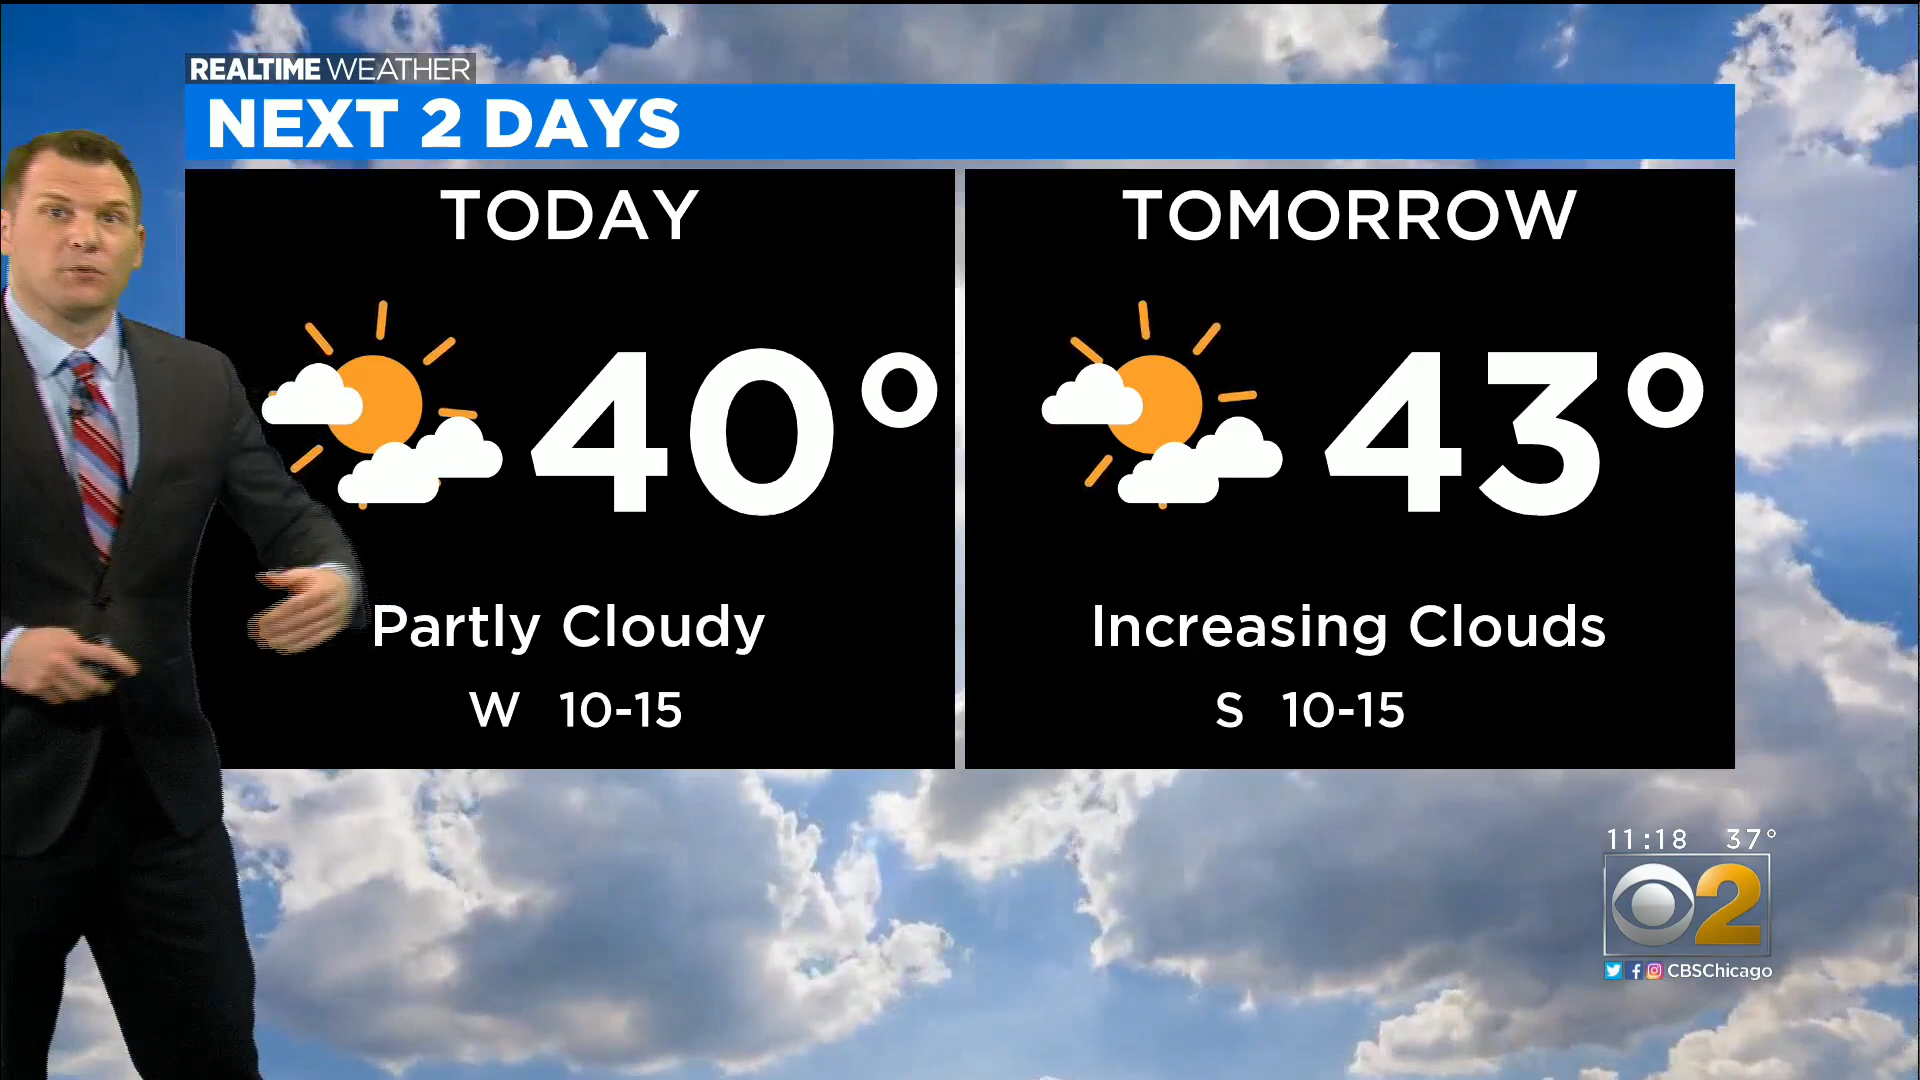 REALTIME WEATHER
NEXT 2 DAYS
TODAY
40°
Partly Cloudy
W 10-15
TOMORROW
43°
Increasing Clouds
S 10-15
11:18 37°
2
CBSChicago